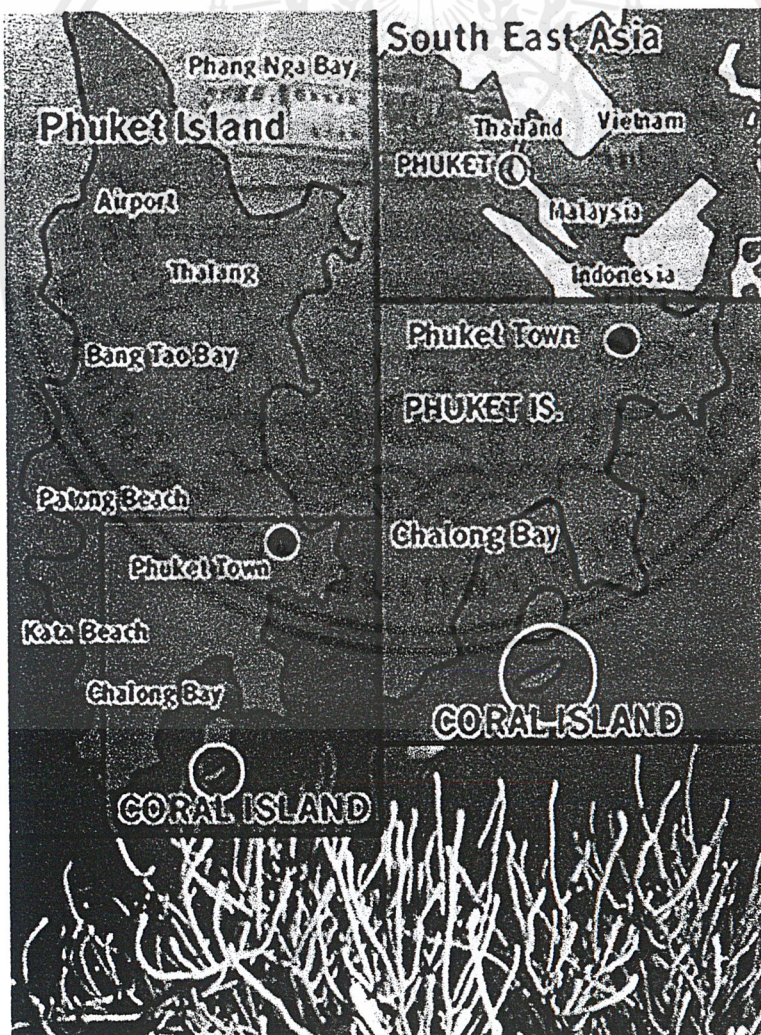 Phang Nga Bay
Phuket Island
Airport
Thalang
Bang Tao Bay
Patong Beach
Phuket Town
Kata Beach
Chalong Bay
CORAL ISLAND
South East Asia
Thailand
Vietnam
PHUKET
Malaysia
Indonesia
Phuket Town
PHUKET IS.
Chalong Bay
CORAL ISLAND